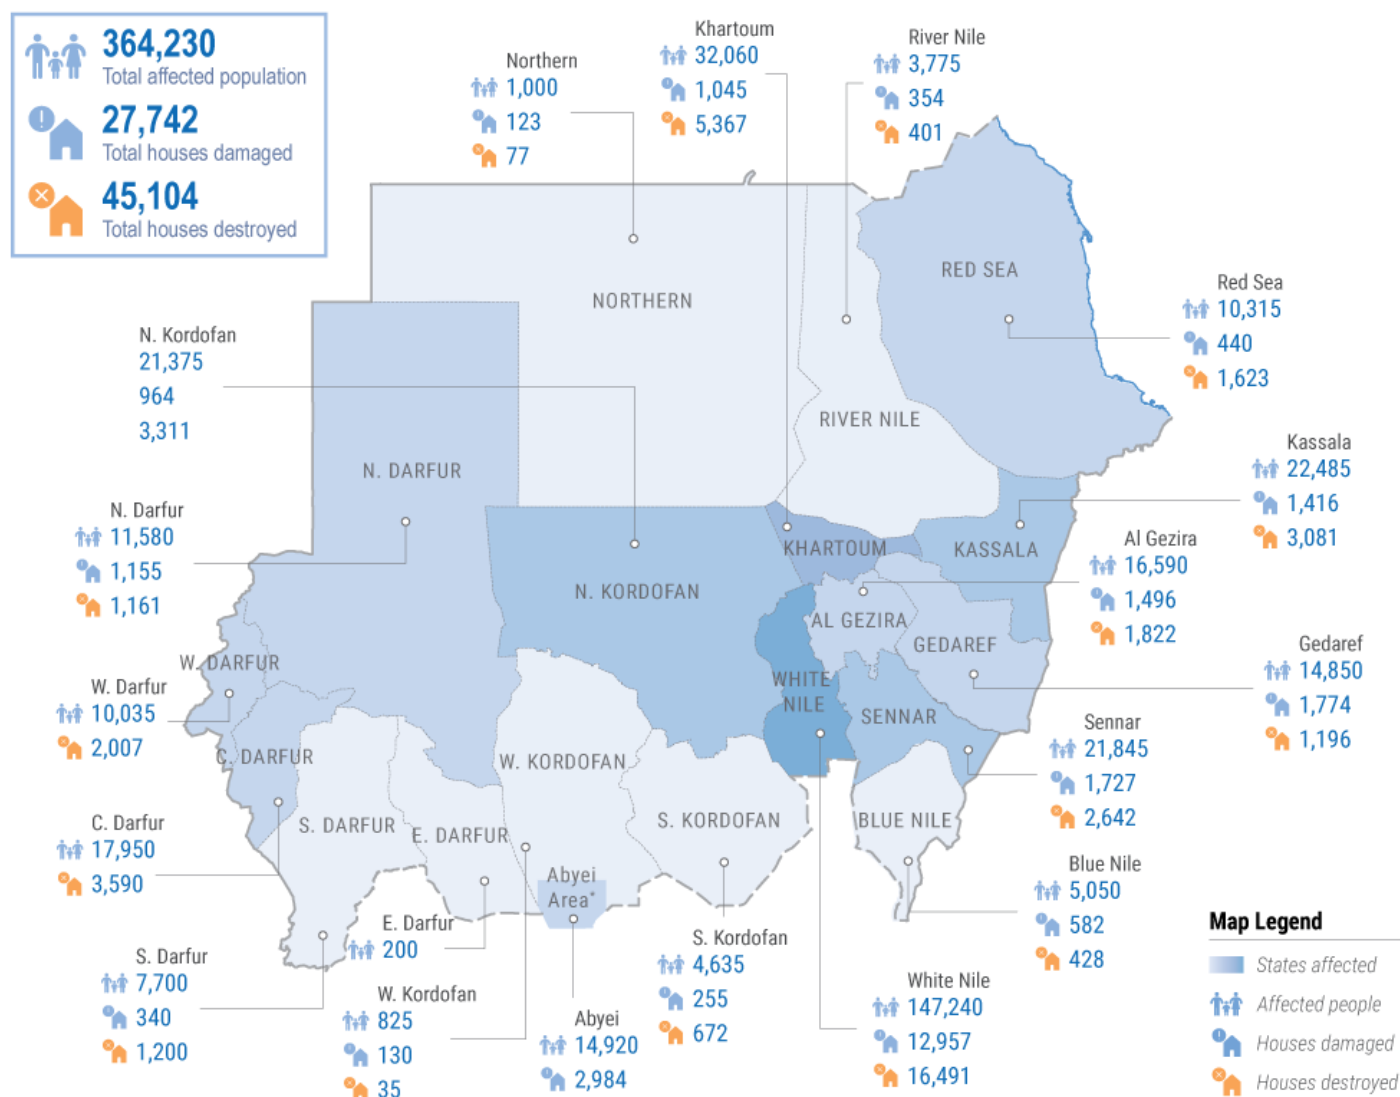 364,230
Total affected population
27,742
Total houses damaged
45,104
Total houses destroyed
Northern
1,000
123
77
Khartoum
32,060
1,045
5,367
River Nile
3,775
354
401
Red Sea
10,315
440
1,623
N. Kordofan
21,375
964
3,311
Kassala
22,485
1,416
3,081
N. Darfur
11,580
1,155
1,161
Al Gezira
16,590
1,496
1,822
Gedaref
14,850
1,774
1,196
W. Darfur
10,035
2,007
Sennar
21,845
1,727
2,642
C. Darfur
17,950
3,590
Blue Nile
5,050
582
428
S. Darfur
7,700
340
1,200
E. Darfur
200
W. Kordofan
825
130
35
Abyei
14,920
2,984
S. Kordofan
4,635
255
672
White Nile
147,240
12,957
16,491
NORTHERN
RED SEA
RIVER NILE
N. DARFUR
KHARTOUM
KASSALA
N. KORDOFAN
AL GEZIRA
GEDAREF
W. DARFUR
WHITE
NILE
SENNAR
C. DARFUR
W. KORDOFAN
S. DARFUR
E. DARFUR
S. KORDOFAN
BLUE NILE
Abyei
Area*
Map Legend
States affected
Affected people
Houses damaged
Houses destroyed